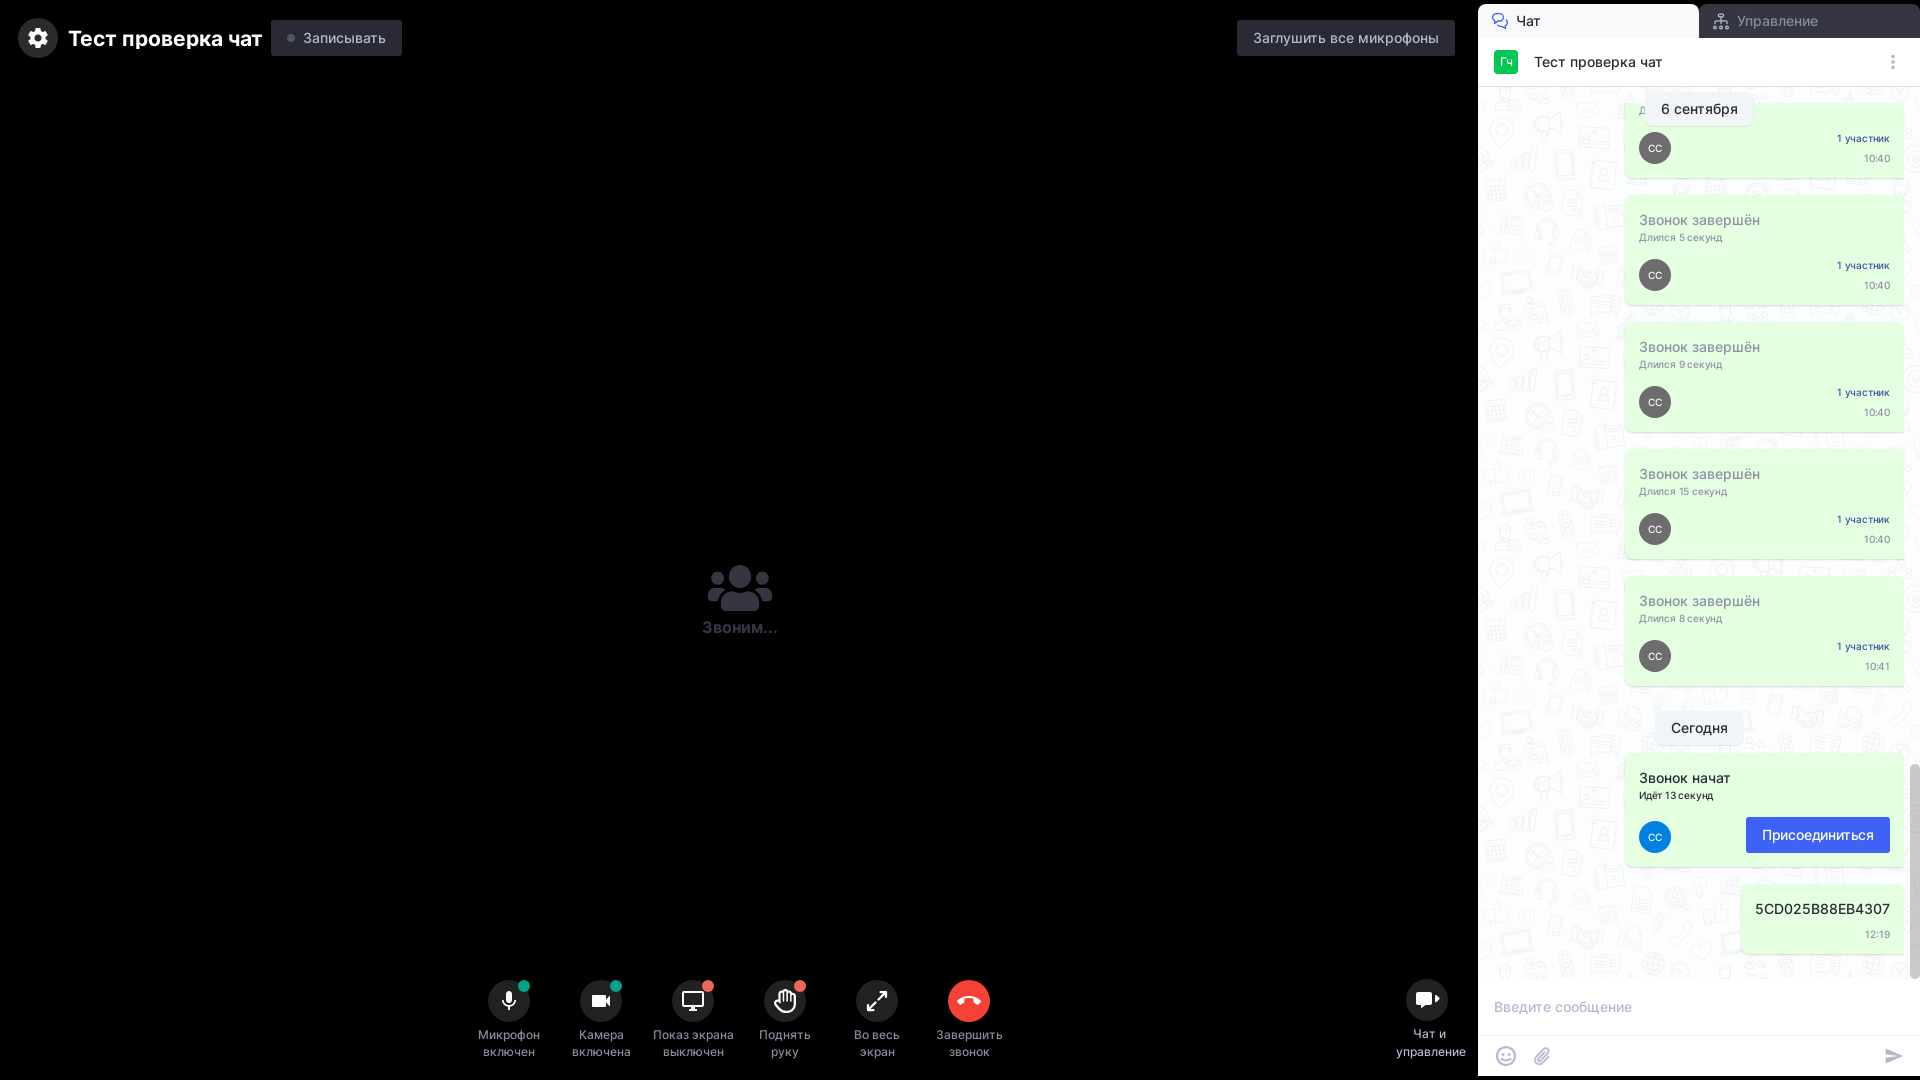 Тест проверка чат
Записывать
Заглушить все микрофоны
Звоним...
Микрофон
включен
Камера
включена
Показ экрана
выключен
Поднять
руку
Во весь
экран
Завершить
звонок
Чат и
управление
Чат
Управление
Гч
Тест проверка чат
6 сентября
СС
1 участник
10:40
Звонок завершён
Длился 5 секунд
СС
1 участник
10:40
Звонок завершён
Длился 9 секунд
СС
1 участник
10:40
Звонок завершён
Длился 15 секунд
СС
1 участник
10:40
Звонок завершён
Длился 8 секунд
СС
1 участник
10:41
Сегодня
Звонок начат
Идёт 13 секунд
СС
Присоединиться
5CD025B88EB4307
12:19
Введите сообщение